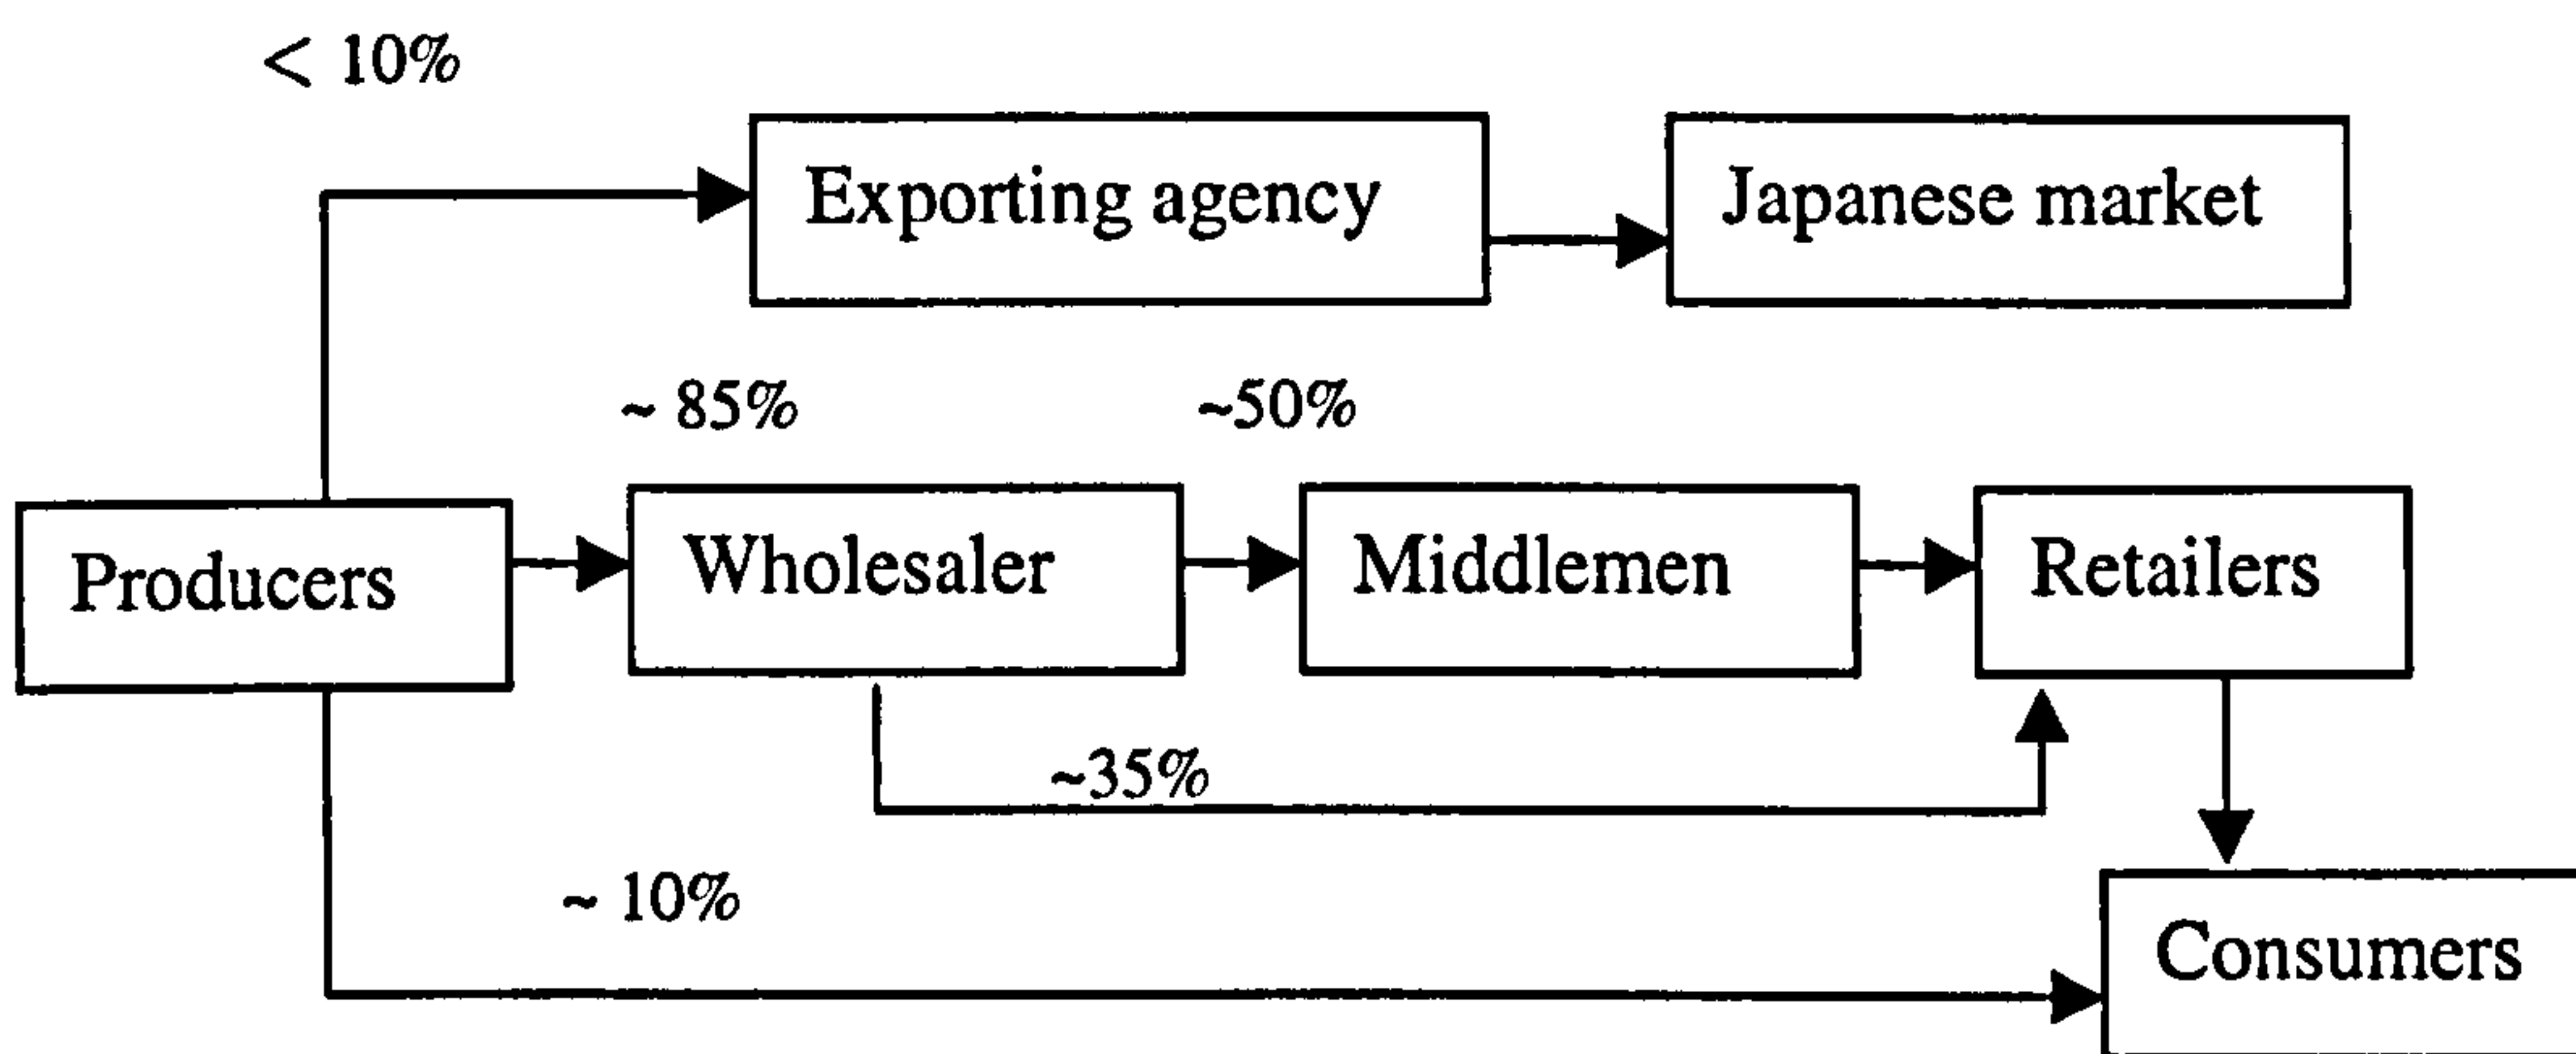 < 10%
Exporting agency
Japanese market
~ 85%
~50%
Producers
Wholesaler
Middlemen
Retailers
~35%
~ 10%
Consumers